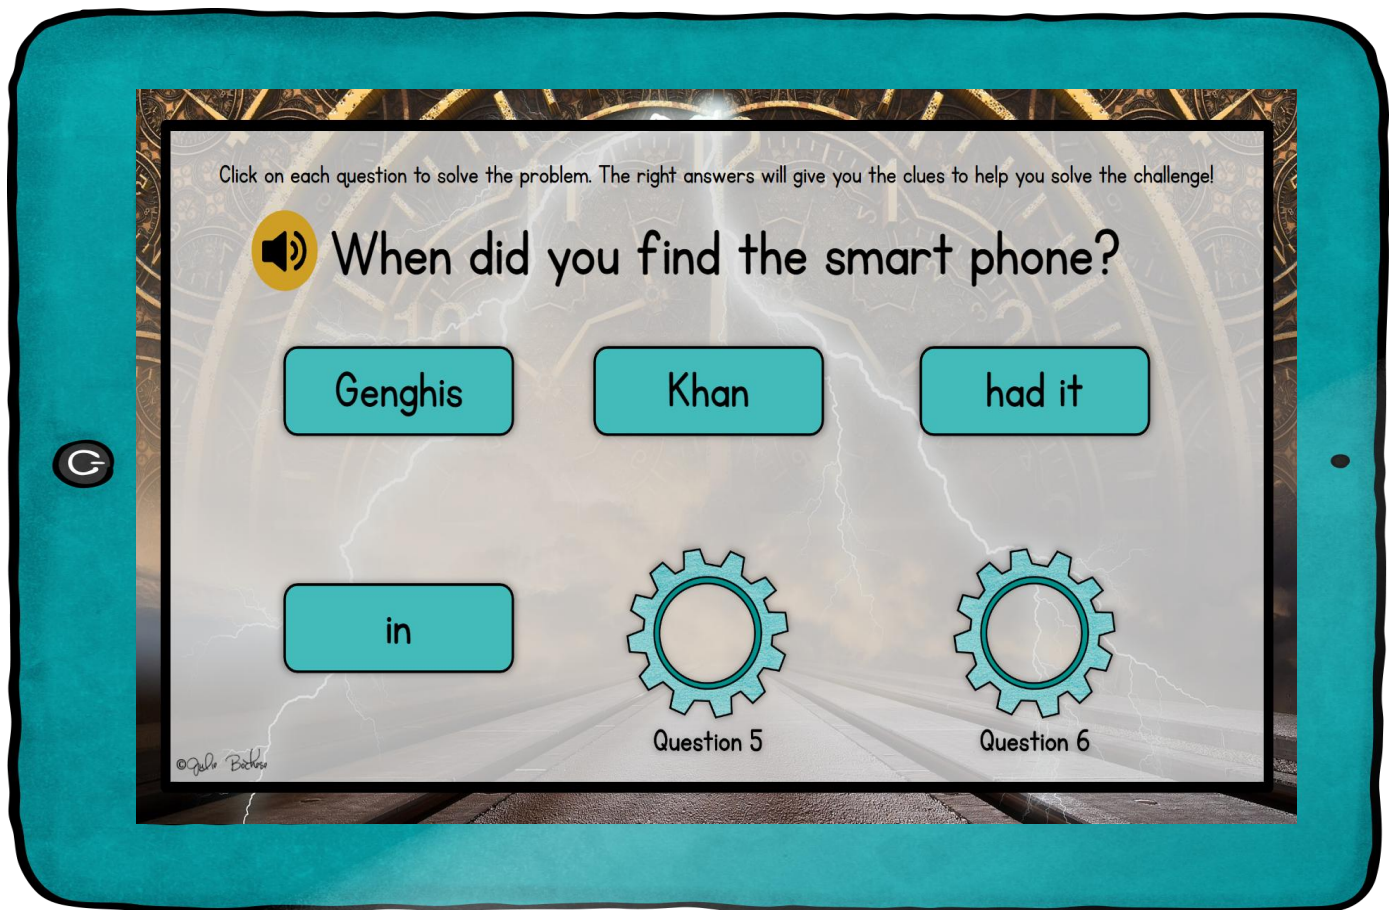 Click on each question to solve the problem. The right answers will give you the clues to help you solve the challenge!
When did you find the smart phone?
Genghis
Khan
had it
in
Question 5
Question 6